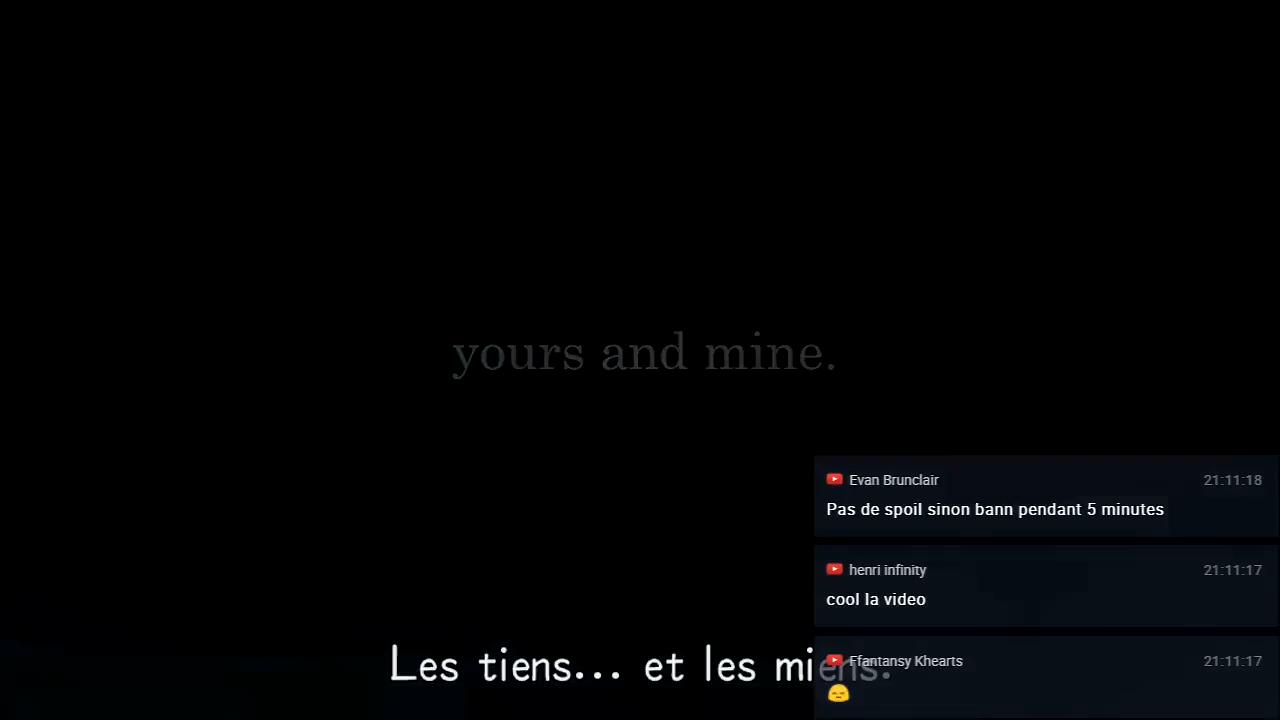 yours and mine.
Evan Brunclair 21:11:18
Pas de spoil sinon bann pendant 5 minutes
henri infinity 21:11:17
cool la video
Ffantansy Khearts 21:11:17
Les tiens... et les miens.